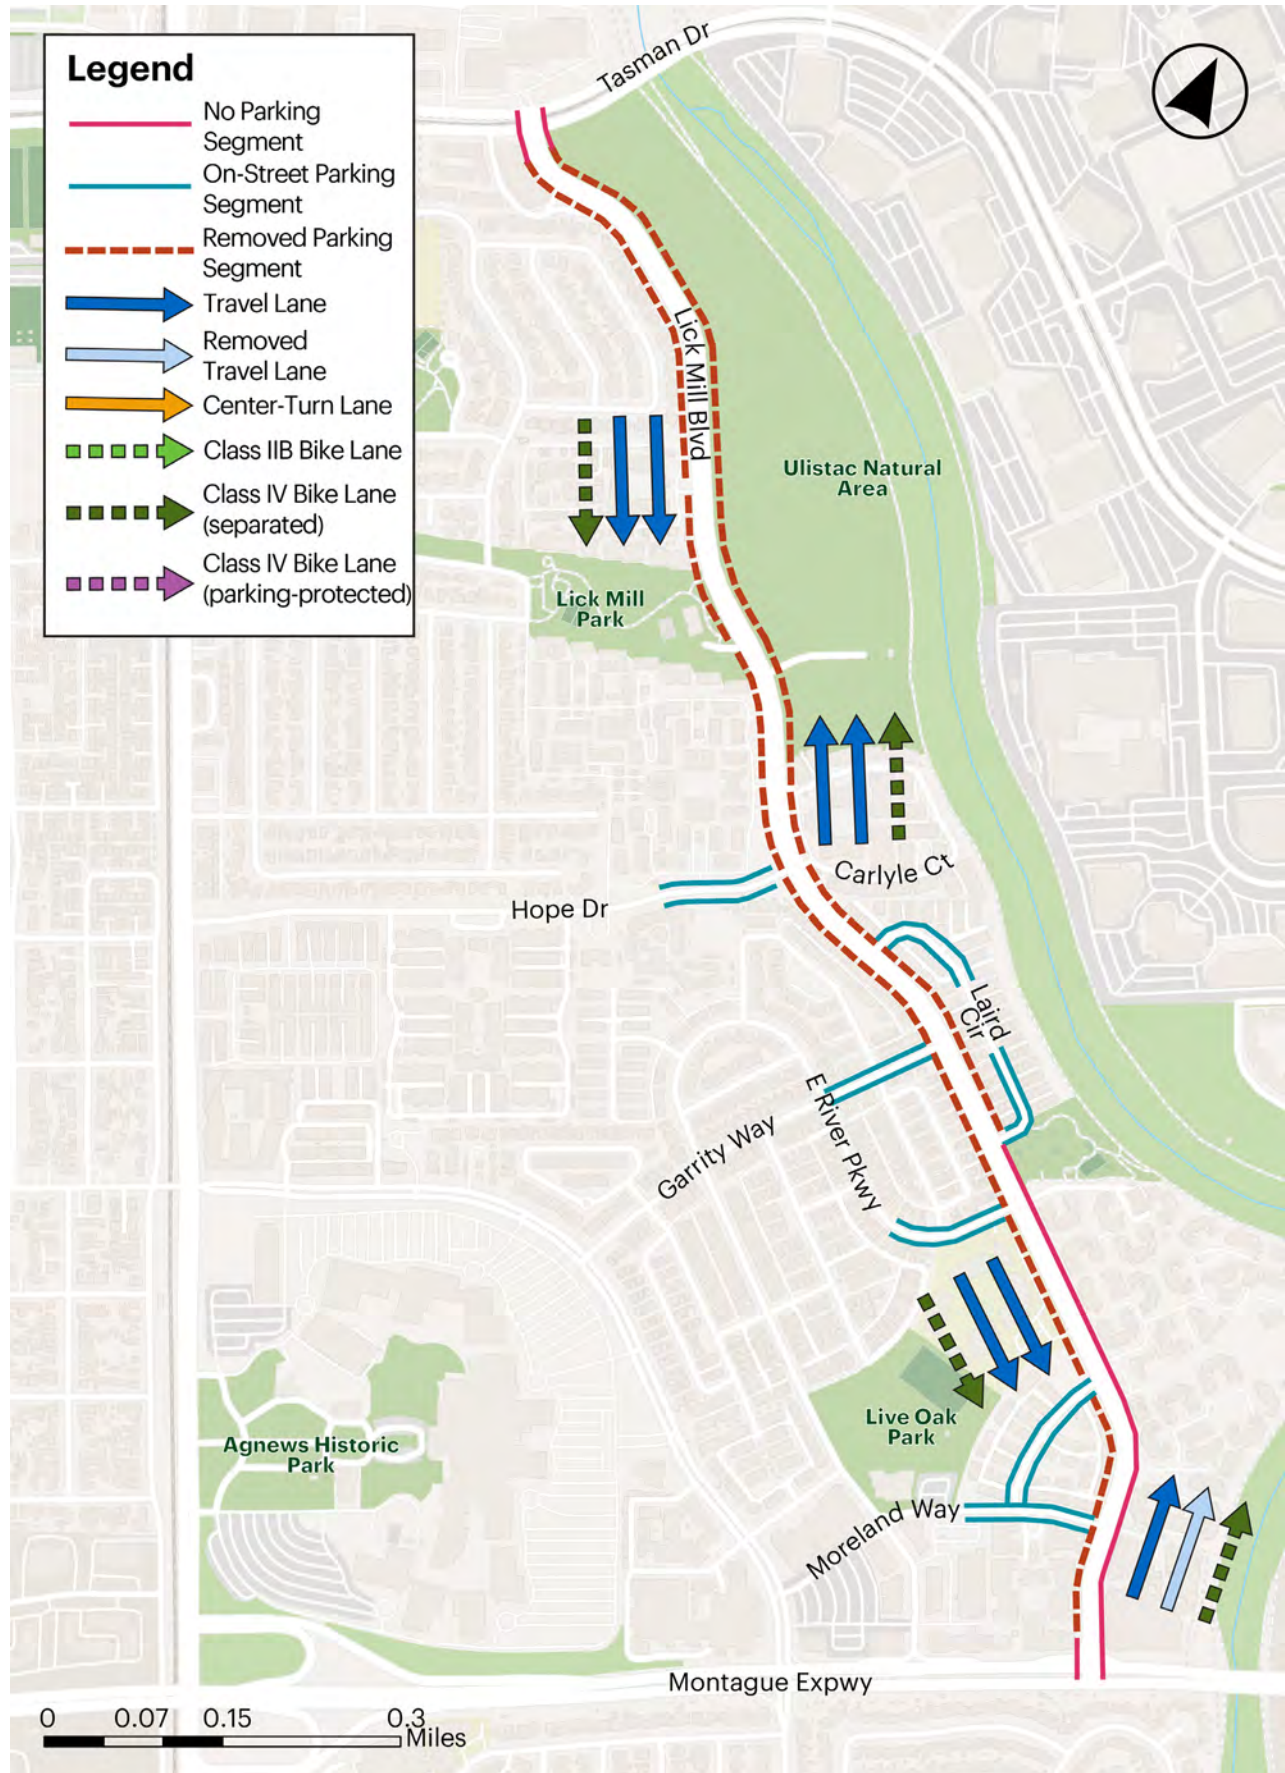 Legend
No Parking
Segment
On-Street Parking
Segment
Removed Parking
Segment
Travel Lane
Removed
Travel Lane
Center-Turn Lane
Class IIB Bike Lane
Class IV Bike Lane
(separated)
Class IV Bike Lane
(parking-protected)
Tasman Dr
Lick Mill Blvd
Ulistac Natural
Area
Lick Mill
Park
Carlyle Ct
Hope Dr
Laird
Cir
E River Pkwy
Garrity Way
Live Oak
Park
Agnews Historic
Park
Moreland Way
Montague Expwy
0 0.07 0.15 0.3
Miles